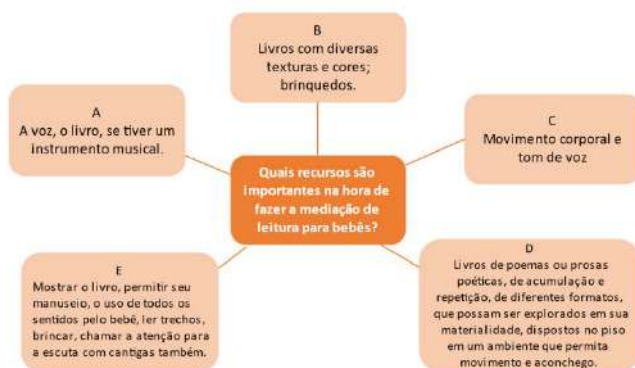 B
Livros com diversas
texturas e cores;
brinquedos.
A
A voz, o livro, se tiver um
instrumento musical.
C
Movimento corporal e
tom de voz
Quais recursos são
importantes na hora de
fazer a mediação de
leitura para bebês?
E
Mostrar o livro, permitir seu
manuseio, o uso de todos os
sentidos pelo bebê, ler trechos,
brincar, chamar a atenção para
a escuta com cantigas também.
D
Livros de poemas ou prosas
poéticas, de acumulação e
repetição, de diferentes formatos,
que possam ser explorados em sua
materialidade, dispostos no piso
em um ambiente que permita
movimento e aconchego.